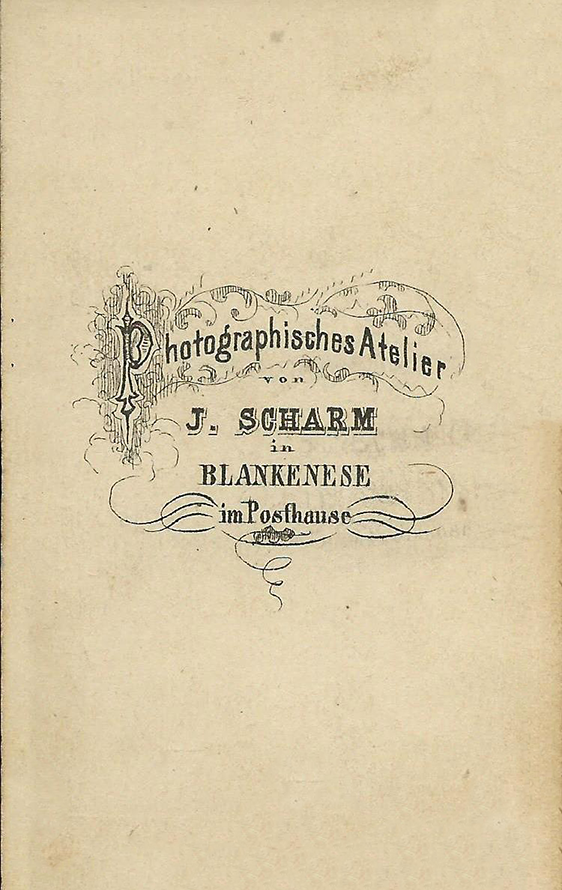 Photographisches Atelier
von
J. SCHARM
in
BLANKENESE
im Posthause